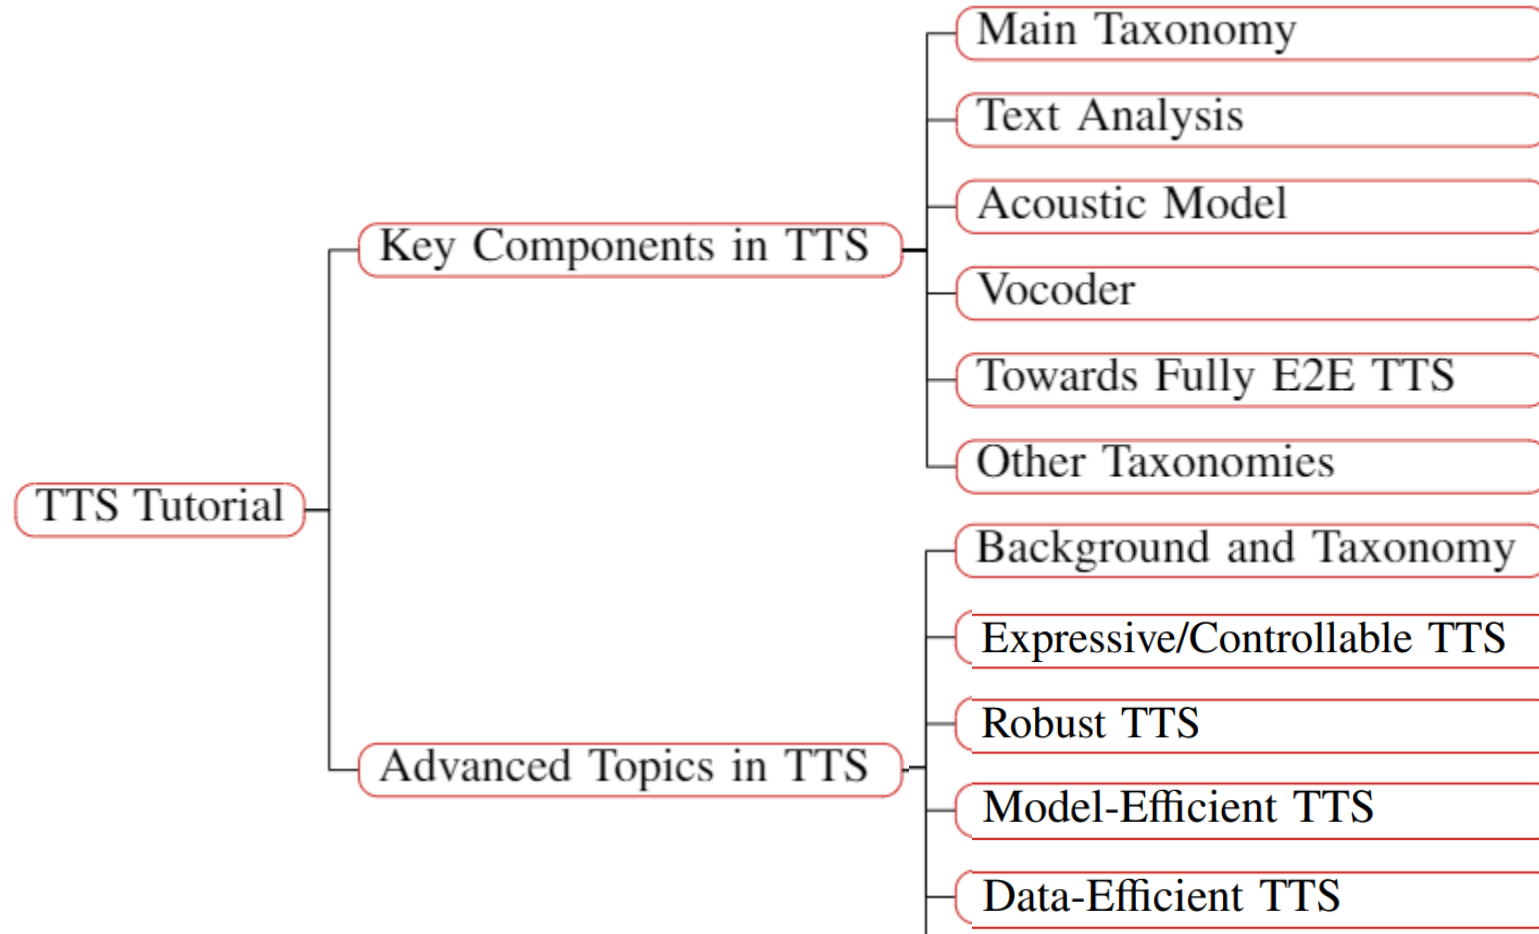 Main Taxonomy
Text Analysis
Acoustic Model
Key Components in TTS
Vocoder
Towards Fully E2E TTS
Other Taxonomies
TTS Tutorial
Background and Taxonomy
Expressive/Controllable TTS
Robust TTS
Advanced Topics in TTS
Model-Efficient TTS
Data-Efficient TTS